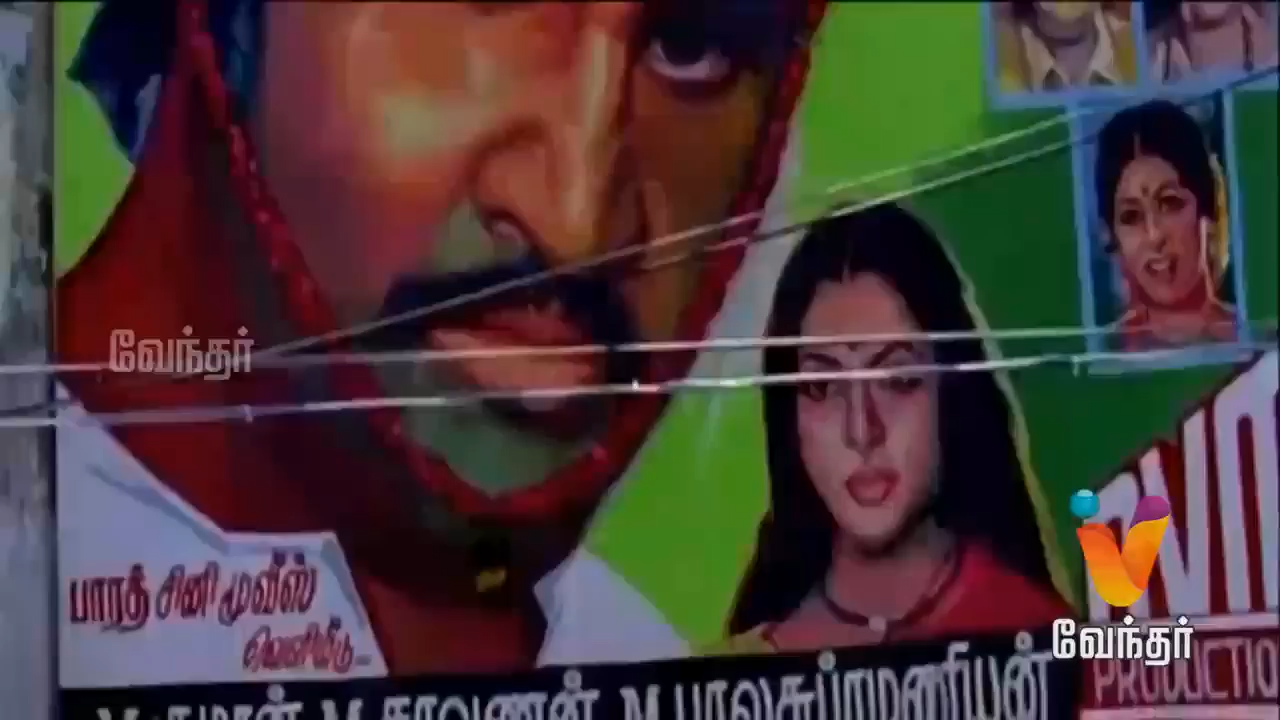 வேந்தர்
பாரத் சினி மூவீஸ்
வெளியீடு...
வேந்தர்
PRODUCTIO
M. சரவணன் M. பாலசுப்ரமணியன்